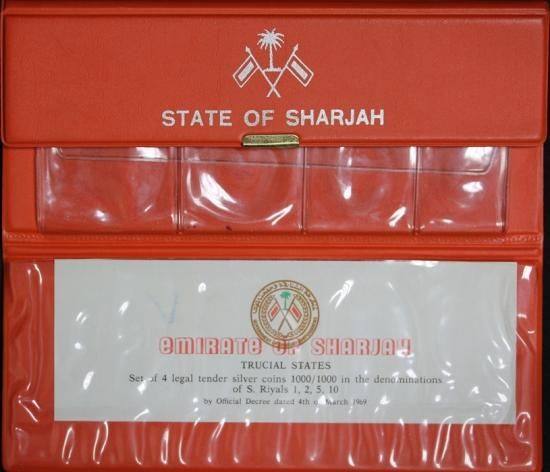 STATE OF SHARJAH
EMIRATE OF SHARJAH
TRUCIAL STATES
Set of 4 legal tender silver coins 1000/1000 in the denominations
of S. Riyals 1, 2, 5, 10
by Official Decree dated 4th of March 1969